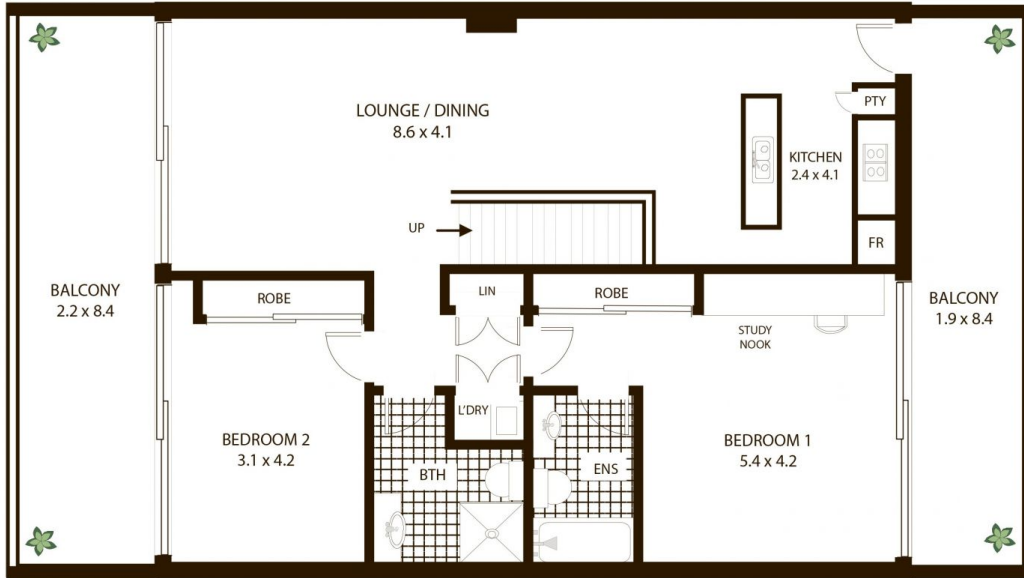 LOUNGE / DINING
8.6 x 4.1
PTY
KITCHEN
2.4 x 4.1
UP
FR
BALCONY
2.2 x 8.4
ROBE
LIN
ROBE
BALCONY
1.9 x 8.4
STUDY
NOOK
L'DRY
BEDROOM 2
3.1 x 4.2
BTH
ENS
BEDROOM 1
5.4 x 4.2